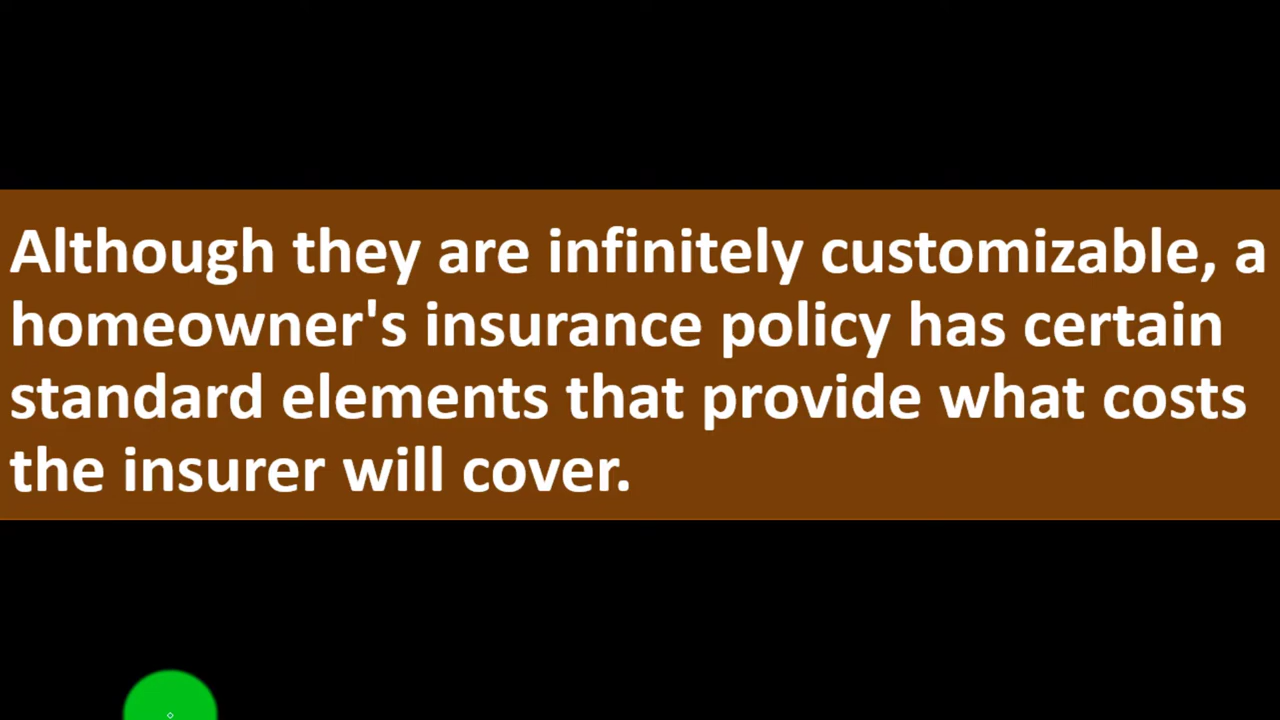 Although they are infinitely customizable, a
homeowner's insurance policy has certain
standard elements that provide what costs
the insurer will cover.